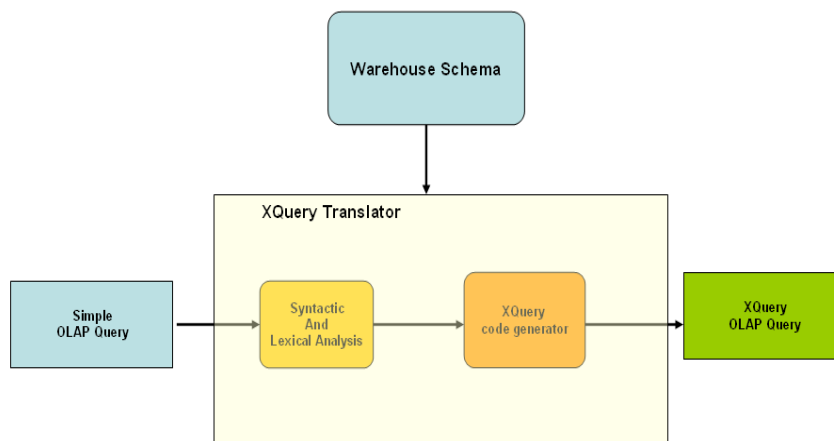 Warehouse Schema
XQuery Translator
Simple
OLAP Query
Syntactic
And
Lexical Analysis
XQuery
code generator
XQuery
OLAP Query